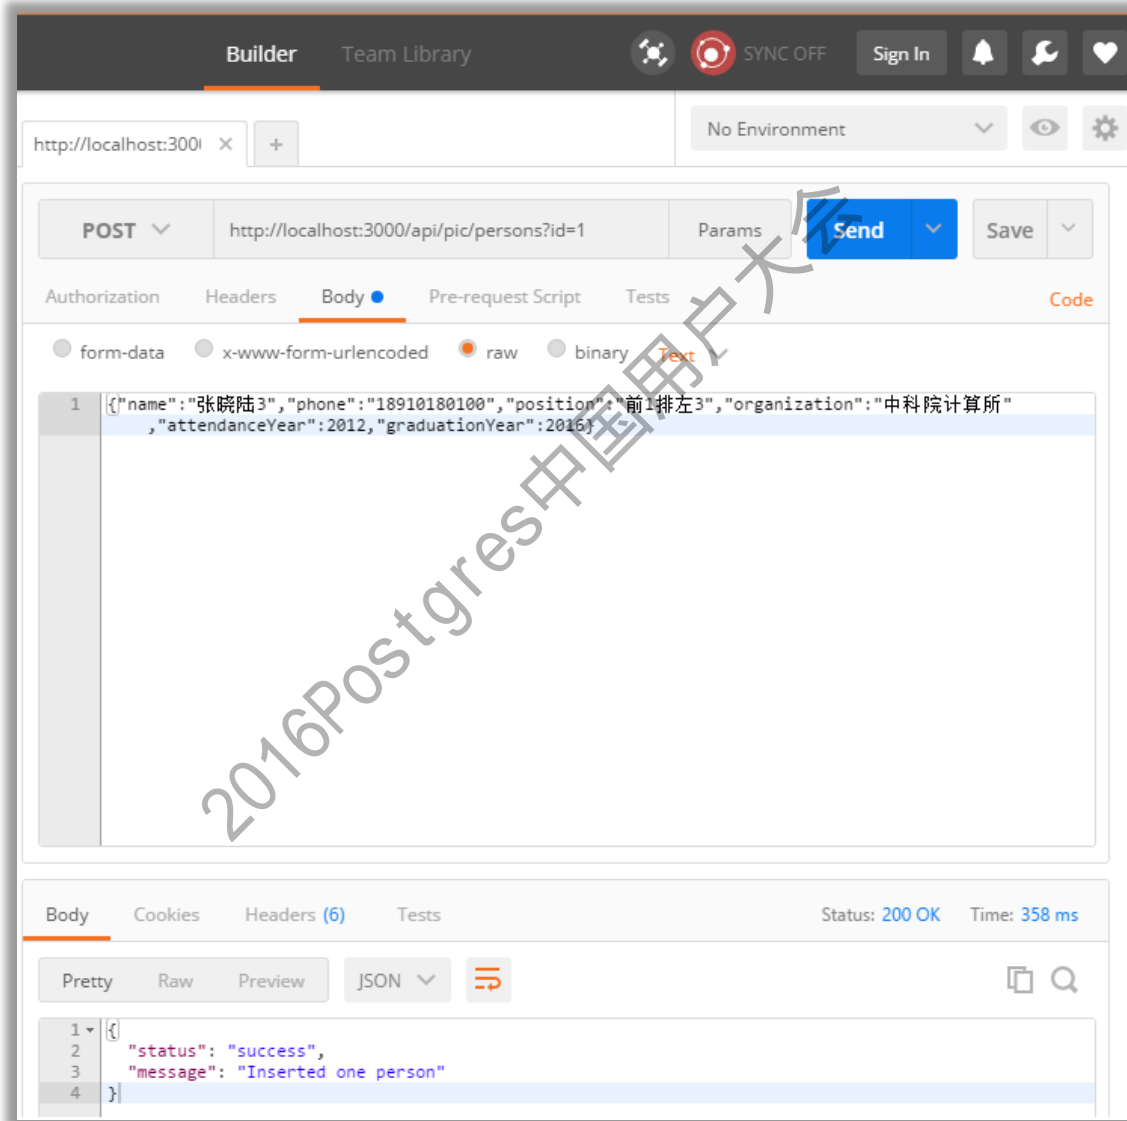 Builder Team Library SYNC OFF Sign In
http://localhost:300 No Environment
POST http://localhost:3000/api/pic/persons?id=1 Params Send Save
Authorization Headers Body Pre-request Script Tests Code
form-data x-www-form-urlencoded raw binary Text
1 {"name":"张晓陆3","phone":"18910180100","position":"前1排左3","organization":"中科院计算所"
,"attendanceYear":2012,"graduationYear":2016}
2016Postgres中国用户大会
Body Cookies Headers (6) Tests Status: 200 OK Time: 358 ms
Pretty Raw Preview JSON
1 {
2 "status": "success",
3 "message": "Inserted one person"
4 }